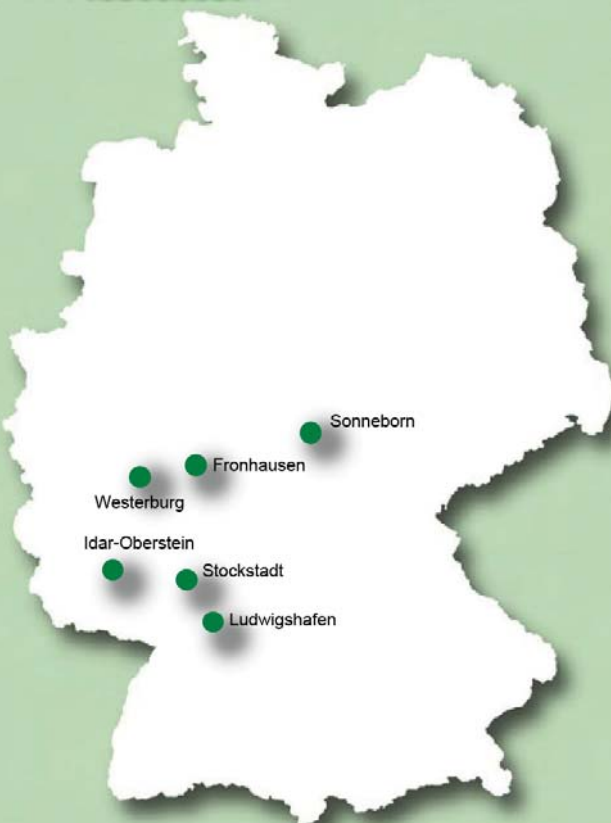 Sonneborn
Fronhausen
Westerburg
Idar-Oberstein
Stockstadt
Ludwigshafen